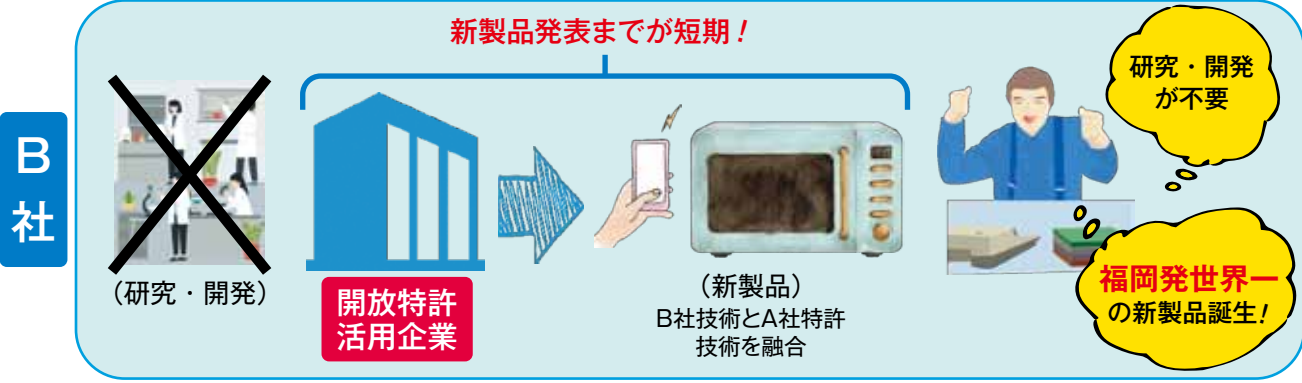 新製品発表までが短期！
B
社
（研究・開発）
開放特許
活用企業
（新製品）
B社技術とA社特許
技術を融合
研究・開発
が不要
福岡発世界一
の新製品誕生！